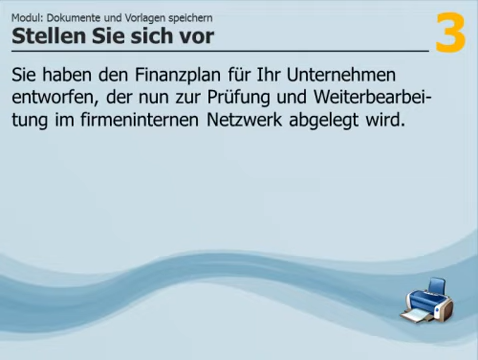 Modul: Dokumente und Vorlagen speichern
Stellen Sie sich vor
3
Sie haben den Finanzplan für Ihr Unternehmen
entworfen, der nun zur Prüfung und Weiterbearbei-
tung im firmeninternen Netzwerk abgelegt wird.